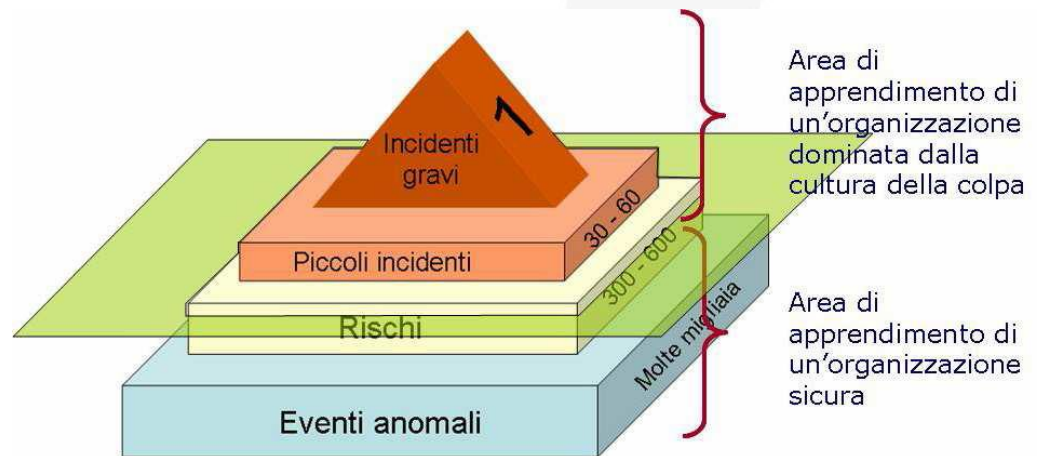 1
Incidenti
gravi
30 - 60
Piccoli incidenti
300 - 600
Rischi
Molte migliaia
Eventi anomali
Area di
apprendimento di
un'organizzazione
dominata dalla
cultura della colpa
Area di
apprendimento di
un'organizzazione
sicura